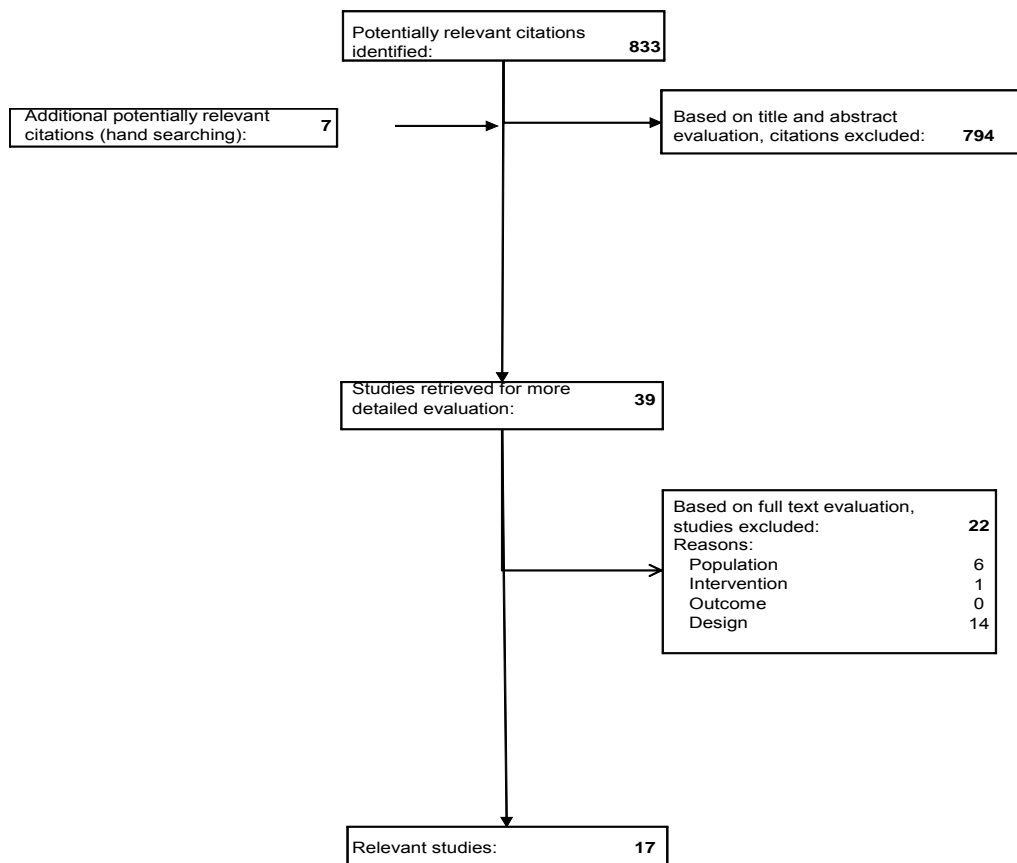 Potentially relevant citations
identified: 833
Additional potentially relevant
citations (hand searching): 7
Based on title and abstract
evaluation, citations excluded: 794
Studies retrieved for more
detailed evaluation: 39
Based on full text evaluation,
studies excluded: 22
Reasons:
Population 6
Intervention 1
Outcome 0
Design 14
Relevant studies: 17